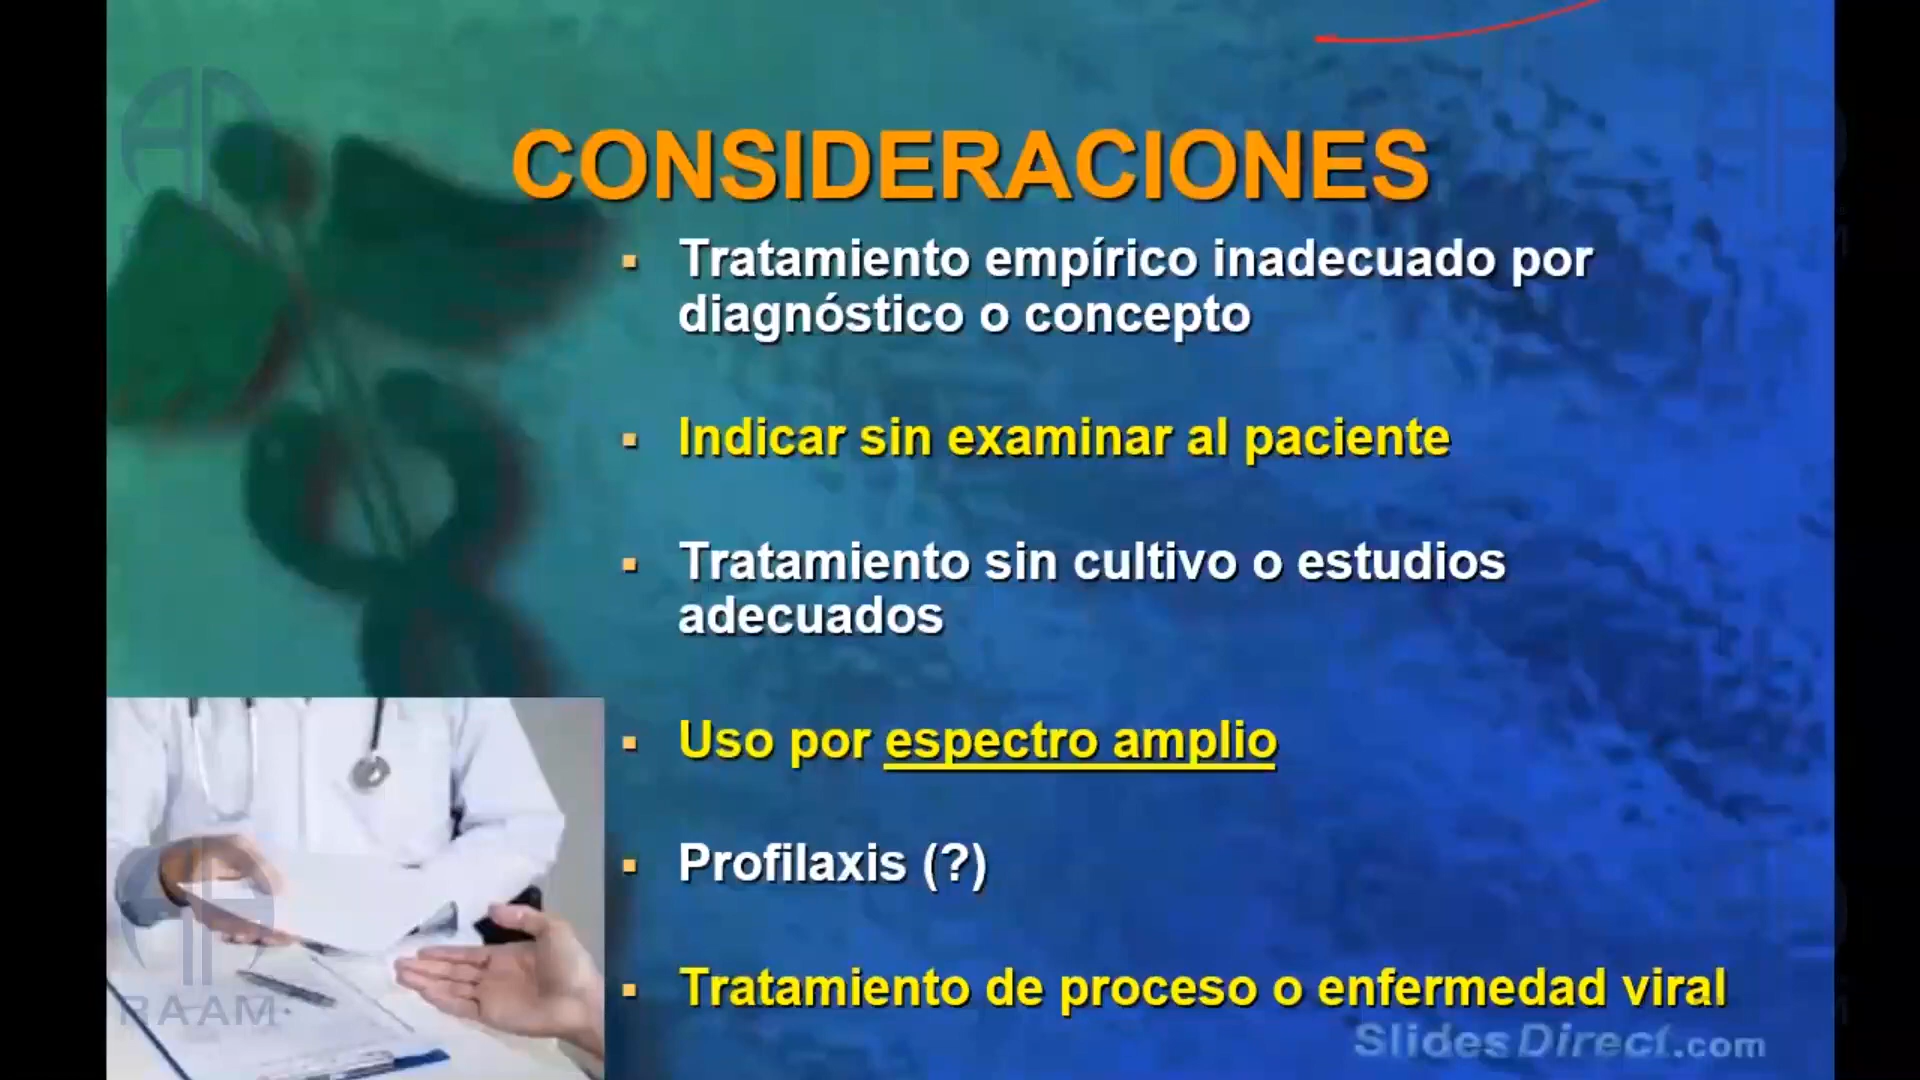 CONSIDERACIONES
▪ Tratamiento empírico inadecuado por
diagnóstico o concepto
▪ Indicar sin examinar al paciente
▪ Tratamiento sin cultivo o estudios
adecuados
▪ Uso por espectro amplio
▪ Profilaxis (?)
▪ Tratamiento de proceso o enfermedad viral
SlidesDirect.com
RAAM